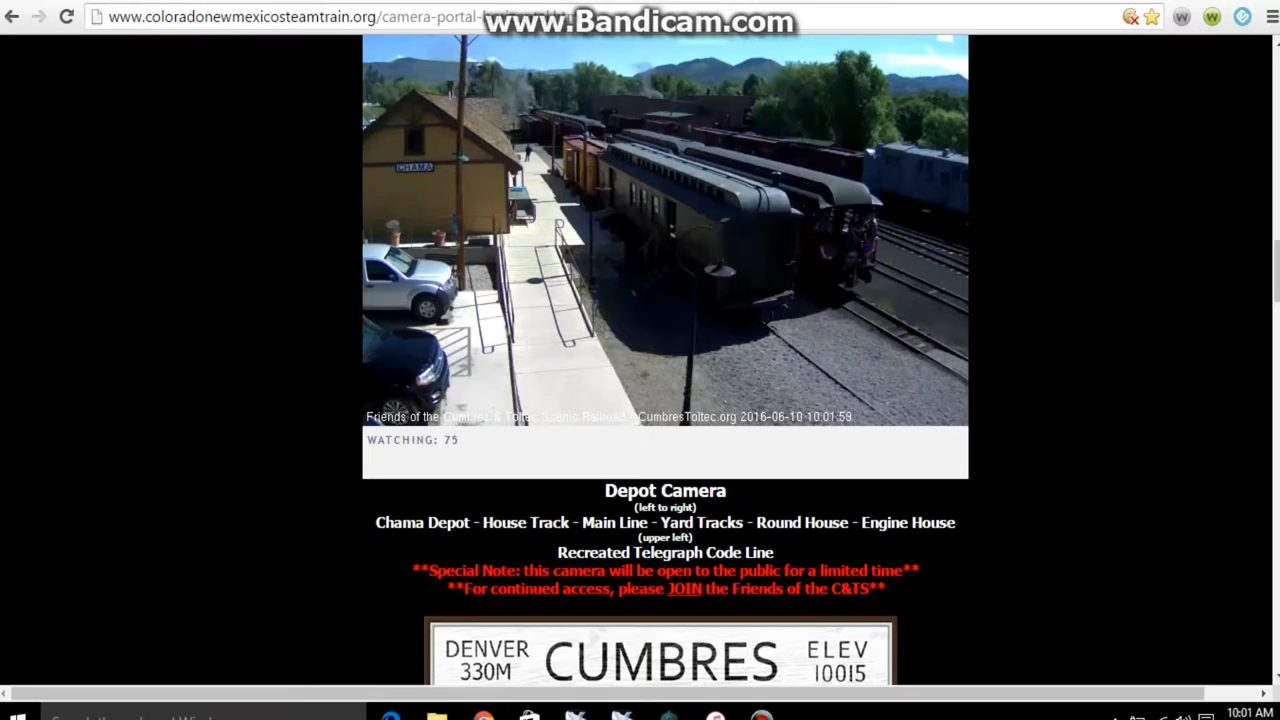 www.coloradonewmexicosteamtrain.org/camera-portal-
www.Bandicam.com
CHAMA
Friends of the Cumbres & Toltec Scenic Railroad - CumbresToltec.org 2016-06-10 10:01:59
WATCHING: 75
Depot Camera
(left to right)
Chama Depot - House Track - Main Line - Yard Tracks - Round House - Engine House
(upper left)
Recreated Telegraph Code Line
**Special Note: this camera will be open to the public for a limited time**
**For continued access, please JOIN the Friends of the C&TS**
DENVER
330M
CUMBRES
ELEV
10015
10:01 AM